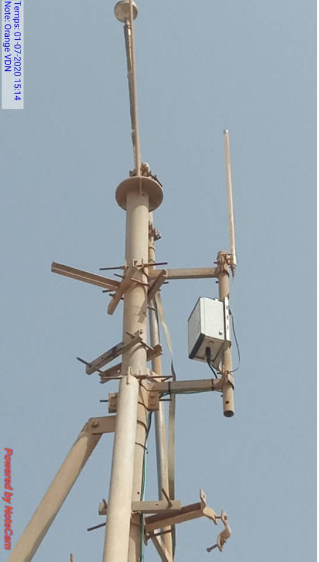 Temps: 01-07-2020 15:14
Note: Orange VDN
Powered by NoteCam